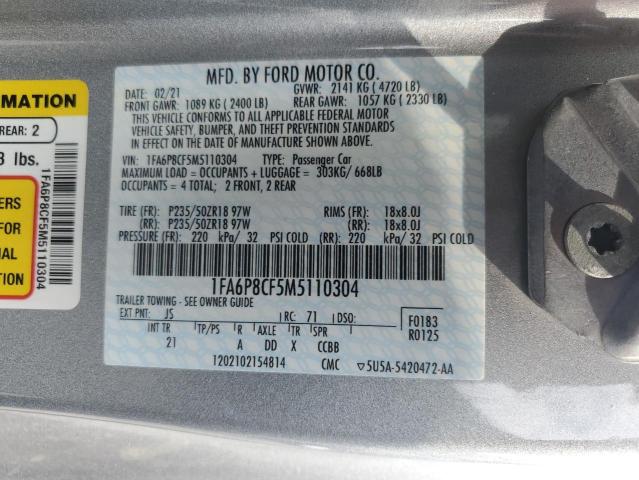 MFD. BY FORD MOTOR CO.
DATE: 02/21 GVWR: 2141 KG ( 4720 LB)
FRONT GAWR: 1089 KG ( 2400 LB) REAR GAWR: 1057 KG ( 2330 LB)
THIS VEHICLE CONFORMS TO ALL APPLICABLE FEDERAL MOTOR
VEHICLE SAFETY, BUMPER, AND THEFT PREVENTION STANDARDS
IN EFFECT ON THE DATE OF MANUFACTURE SHOWN ABOVE.
VIN: 1FA6P8CF5M5110304 TYPE: Passenger Car
MAXIMUM LOAD = OCCUPANTS + LUGGAGE = 303KG/ 668LB
OCCUPANTS = 4 TOTAL; 2 FRONT, 2 REAR
TIRE (FR): P235/50ZR18 97W RIMS (FR): 18x8.0J
(RR): P235/50ZR18 97W (RR): 18x8.0J
PRESSURE (FR): 220 kPa/ 32 PSI COLD (RR): 220 kPa/ 32 PSI COLD
1FA6P8CF5M5110304
TRAILER TOWING - SEE OWNER GUIDE
EXT PNT: JS RC: 71 DSO: F0183
R0125
INT TR TP/PS R AXLE TR SPR
21 A DD X CCBB
1202102154814 CMC ▽5U5A-5420472-AA
RMATION
REAR: 2
lbs.
ERS
FOR
NAL
N
1FA6P8CF5M5110304